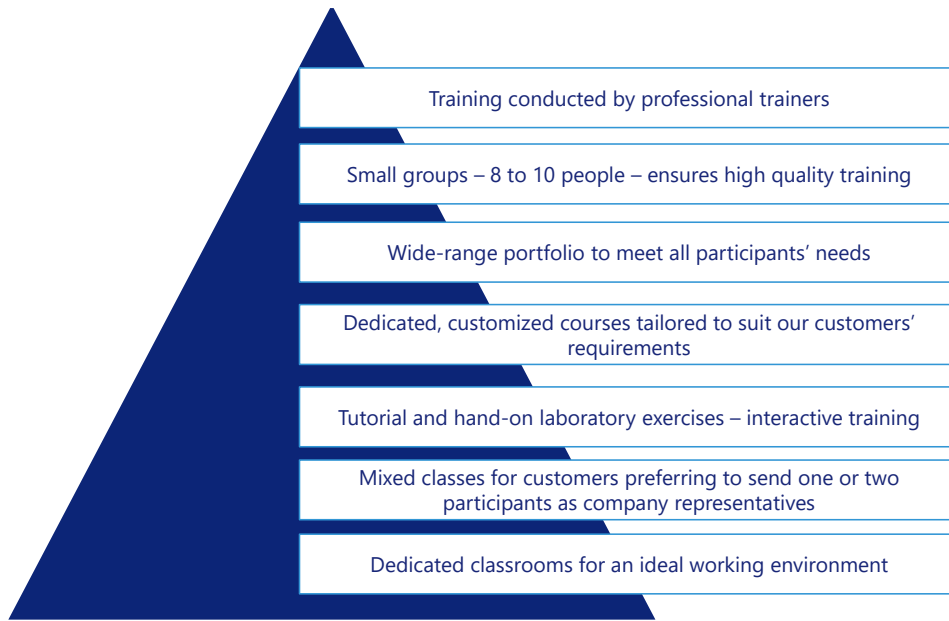 Training conducted by professional trainers
Small groups – 8 to 10 people – ensures high quality training
Wide-range portfolio to meet all participants’ needs
Dedicated, customized courses tailored to suit our customers’
requirements
Tutorial and hand-on laboratory exercises – interactive training
Mixed classes for customers preferring to send one or two
participants as company representatives
Dedicated classrooms for an ideal working environment